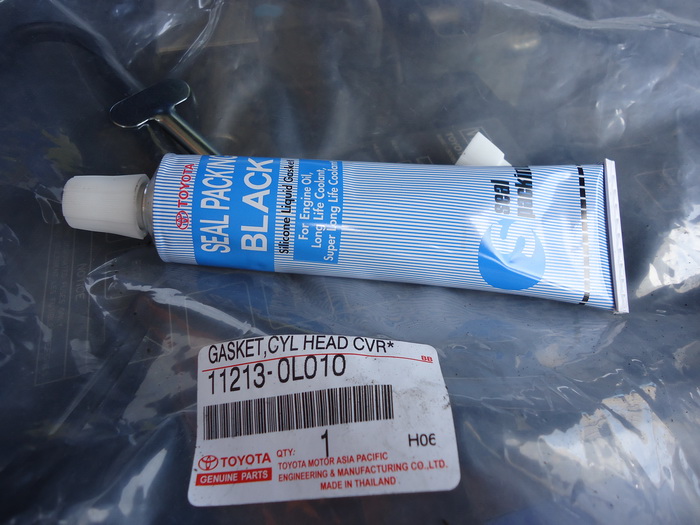 TOYOTA
SEAL PACKING
BLACK
Silicone Liquid Gasket
For Engine Oil,
Long Life Coolant,
Super Long Life Coolant
S
seal
packing
GASKET,CYL HEAD CVR*
BB
11213-0L010
QTY:
1
H06
TOYOTA
GENUINE PARTS
TOYOTA MOTOR ASIA PACIFIC
ENGINEERING & MANUFACTURING CO.,LTD.
MADE IN THAILAND